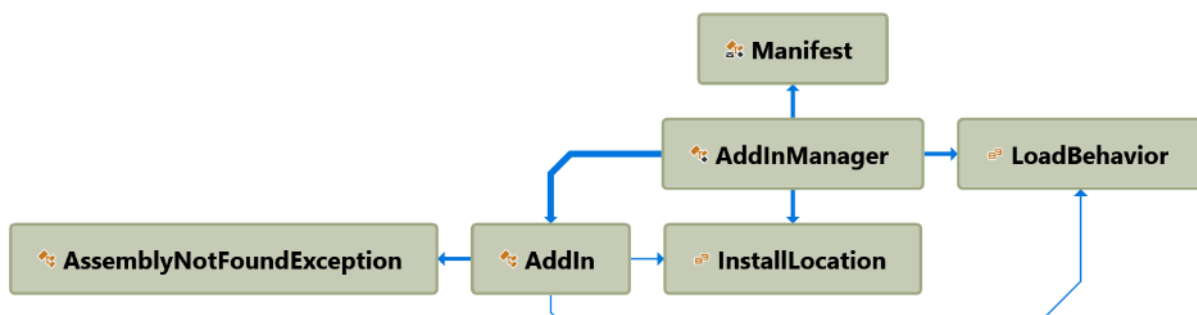 Manifest
AddInManager
LoadBehavior
AssemblyNotFoundException
AddIn
InstallLocation